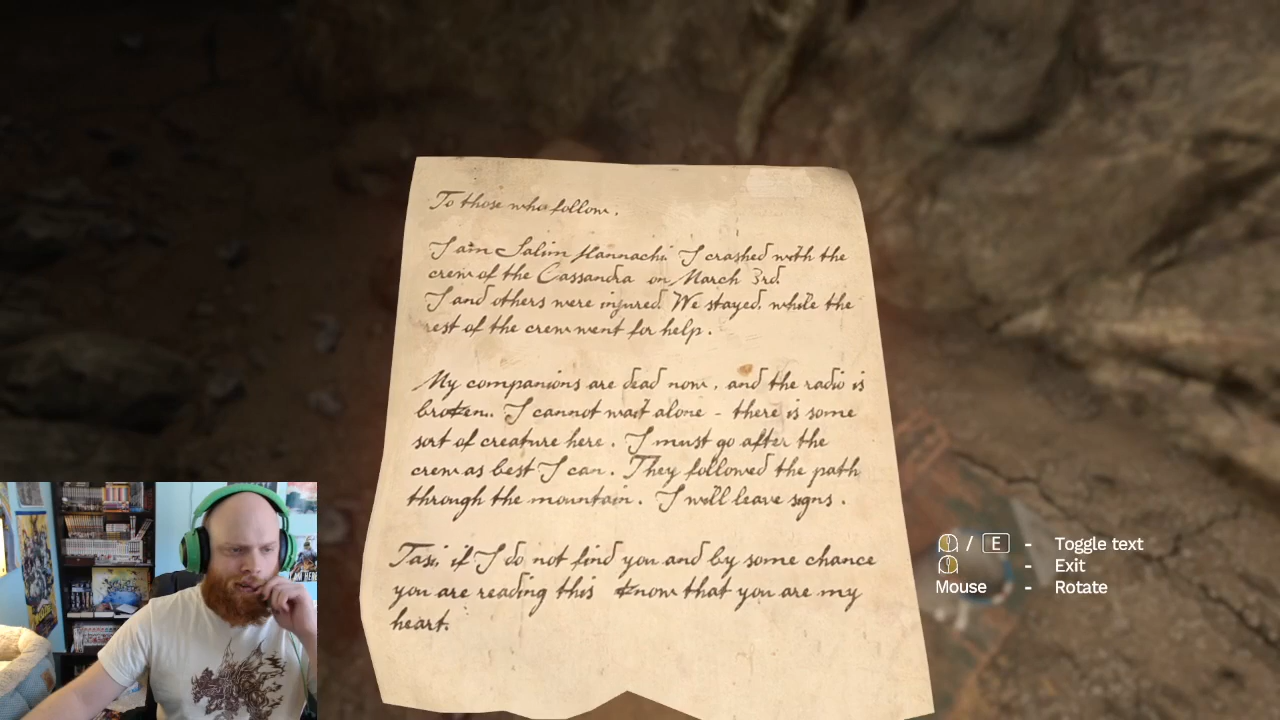 To those who follow.
I am Salim Hannachi. I crashed with the
crew of the Cassandra on March 3rd.
I and others were injured. We stayed, while the
rest of the crew went for help.
My companions are dead now, and the radio is
broken. I cannot wait alone - there is some
sort of creature here. I must go after the
crew as best I can. They followed the path
through the mountain. I will leave signs.
Tasi, if I do not find you and by some chance
you are reading this know that you are my
heart.
/ E - Toggle text
- Exit
Mouse - Rotate